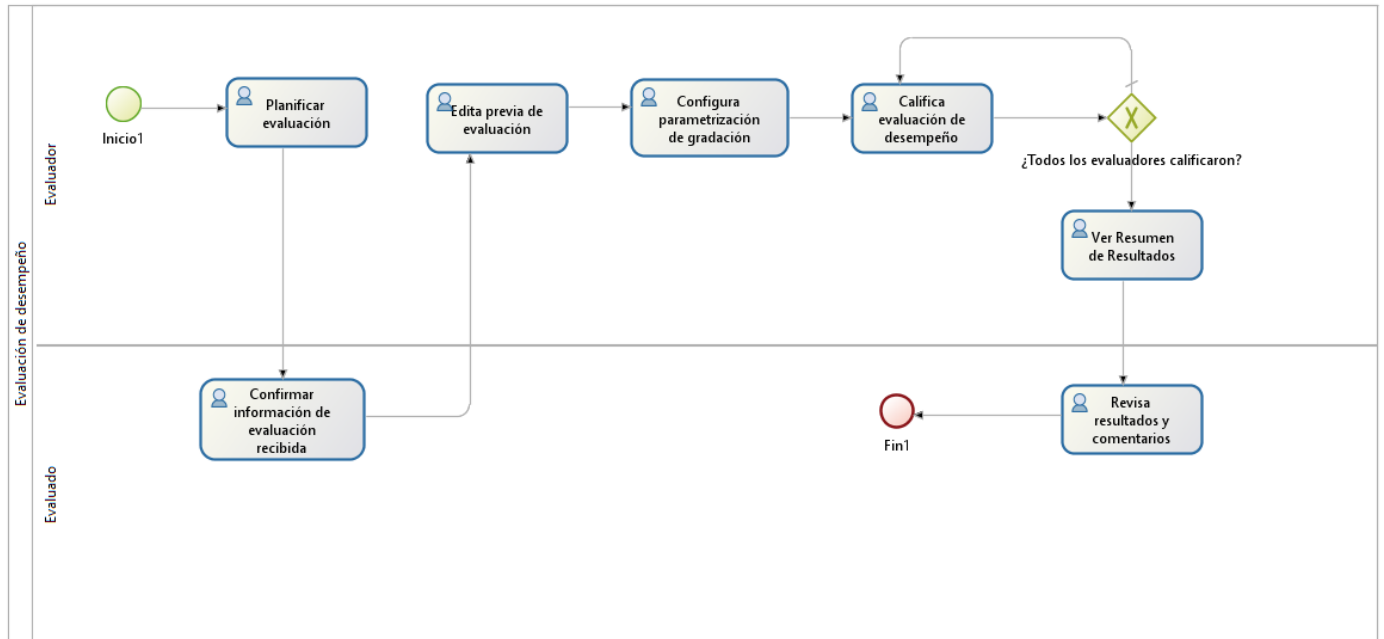 Evaluación de desempeño
Evaluador
Inicio1
Planificar
evaluación
Edita previa de
evaluación
Configura
parametrización
de gradación
Califica
evaluación de
desempeño
¿Todos los evaluadores calificaron?
Ver Resumen
de Resultados
Evaluado
Confirmar
información de
evaluación
recibida
Fin1
Revisa
resultados y
comentarios